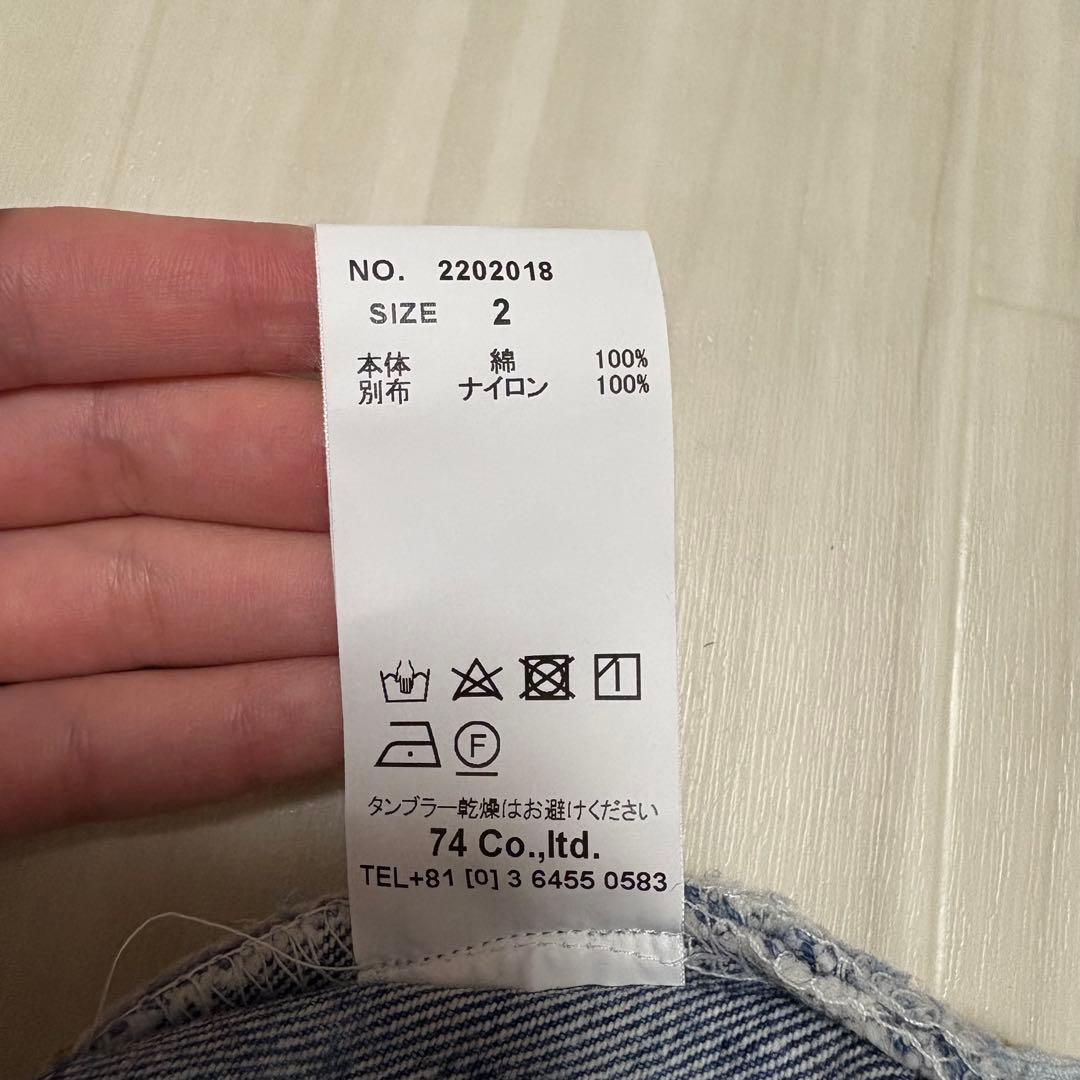 NO. 2202018
SIZE 2
本体 綿 100%
別布 ナイロン 100%
F
タンブラー乾燥はお避けください
74 Co.,ltd.
TEL+81 [0] 3 6455 0583